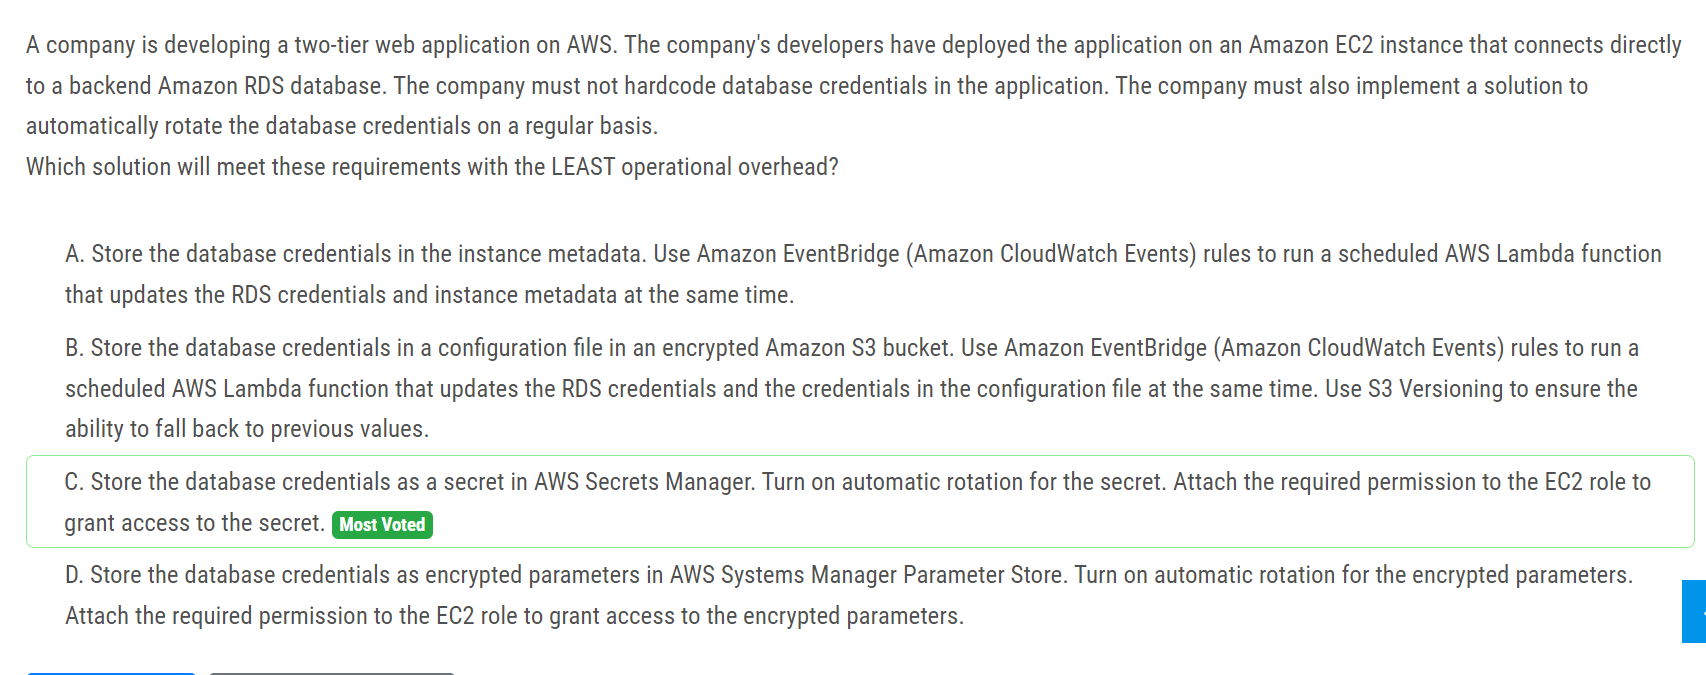 A company is developing a two-tier web application on AWS. The company's developers have deployed the application on an Amazon EC2 instance that connects directly
to a backend Amazon RDS database. The company must not hardcode database credentials in the application. The company must also implement a solution to
automatically rotate the database credentials on a regular basis.
Which solution will meet these requirements with the LEAST operational overhead?
A. Store the database credentials in the instance metadata. Use Amazon EventBridge (Amazon CloudWatch Events) rules to run a scheduled AWS Lambda function
that updates the RDS credentials and instance metadata at the same time.
B. Store the database credentials in a configuration file in an encrypted Amazon S3 bucket. Use Amazon EventBridge (Amazon CloudWatch Events) rules to run a
scheduled AWS Lambda function that updates the RDS credentials and the credentials in the configuration file at the same time. Use S3 Versioning to ensure the
ability to fall back to previous values.
C. Store the database credentials as a secret in AWS Secrets Manager. Turn on automatic rotation for the secret. Attach the required permission to the EC2 role to
grant access to the secret. Most Voted
D. Store the database credentials as encrypted parameters in AWS Systems Manager Parameter Store. Turn on automatic rotation for the encrypted parameters.
Attach the required permission to the EC2 role to grant access to the encrypted parameters.